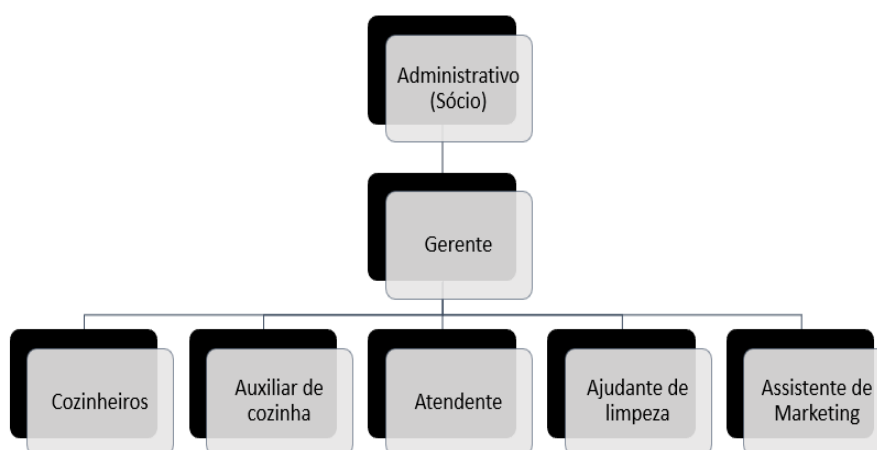 Administrativo
(Sócio)
Gerente
Cozinheiros
Auxiliar de
cozinha
Atendente
Ajudante de
limpeza
Assistente de
Marketing